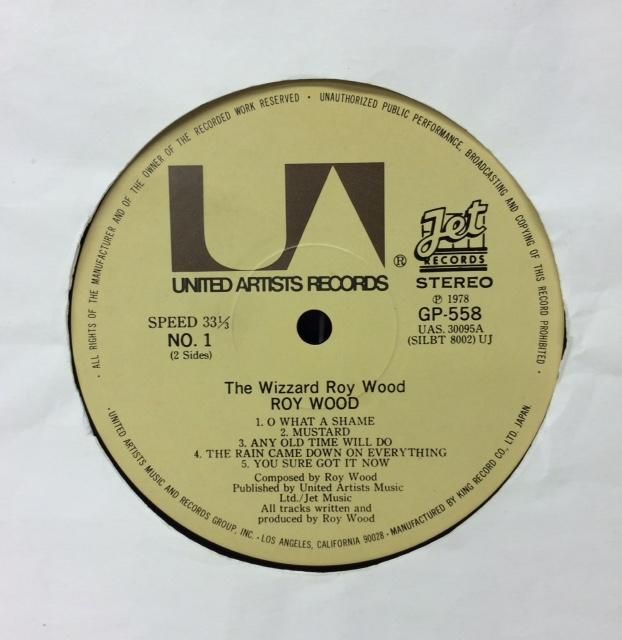 · ALL RIGHTS OF THE MANUFACTURER AND OF THE OWNER OF THE RECORDED WORK RESERVED · UNAUTHORIZED PUBLIC PERFORMANCE, BROADCASTING AND COPYING OF THIS RECORD PROHIBITED ·
UA ®
UNITED ARTISTS RECORDS
Jet
RECORDS
STEREO
℗ 1978
GP-558
UAS. 30095A
(SILBT 8002) UJ
SPEED 33⅓
NO. 1
(2 Sides)
The Wizzard Roy Wood
ROY WOOD
1. O WHAT A SHAME
2. MUSTARD
3. ANY OLD TIME WILL DO
4. THE RAIN CAME DOWN ON EVERYTHING
5. YOU SURE GOT IT NOW
Composed by Roy Wood
Published by United Artists Music
Ltd./Jet Music
All tracks written and
produced by Roy Wood
· UNITED ARTISTS MUSIC AND RECORDS GROUP, INC. · LOS ANGELES, CALIFORNIA 90028 · MANUFACTURED BY KING RECORD CO., LTD. JAPAN.